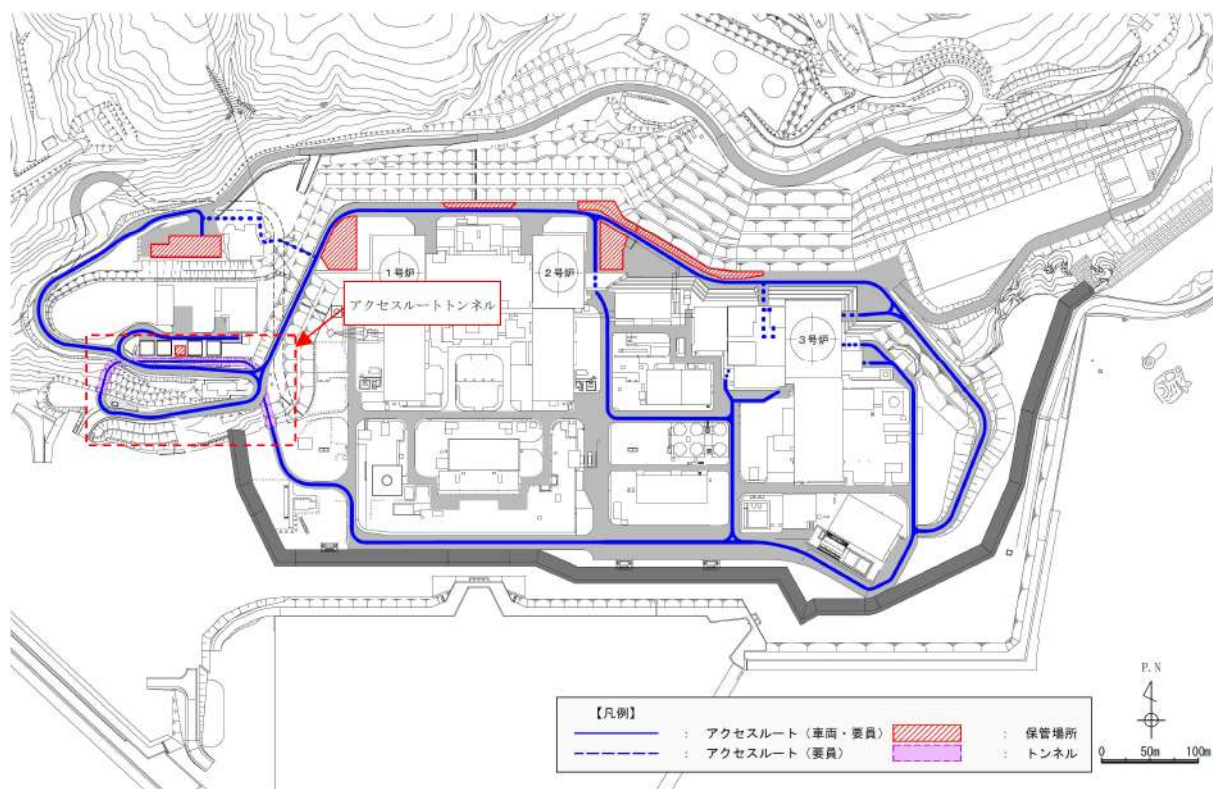 1号炉
2号炉
アクセスルートトンネル
3号炉
P.N
【凡例】
： アクセスルート（車両・要員） ： 保管場所
： アクセスルート（要員） ： トンネル
0 50m 100m